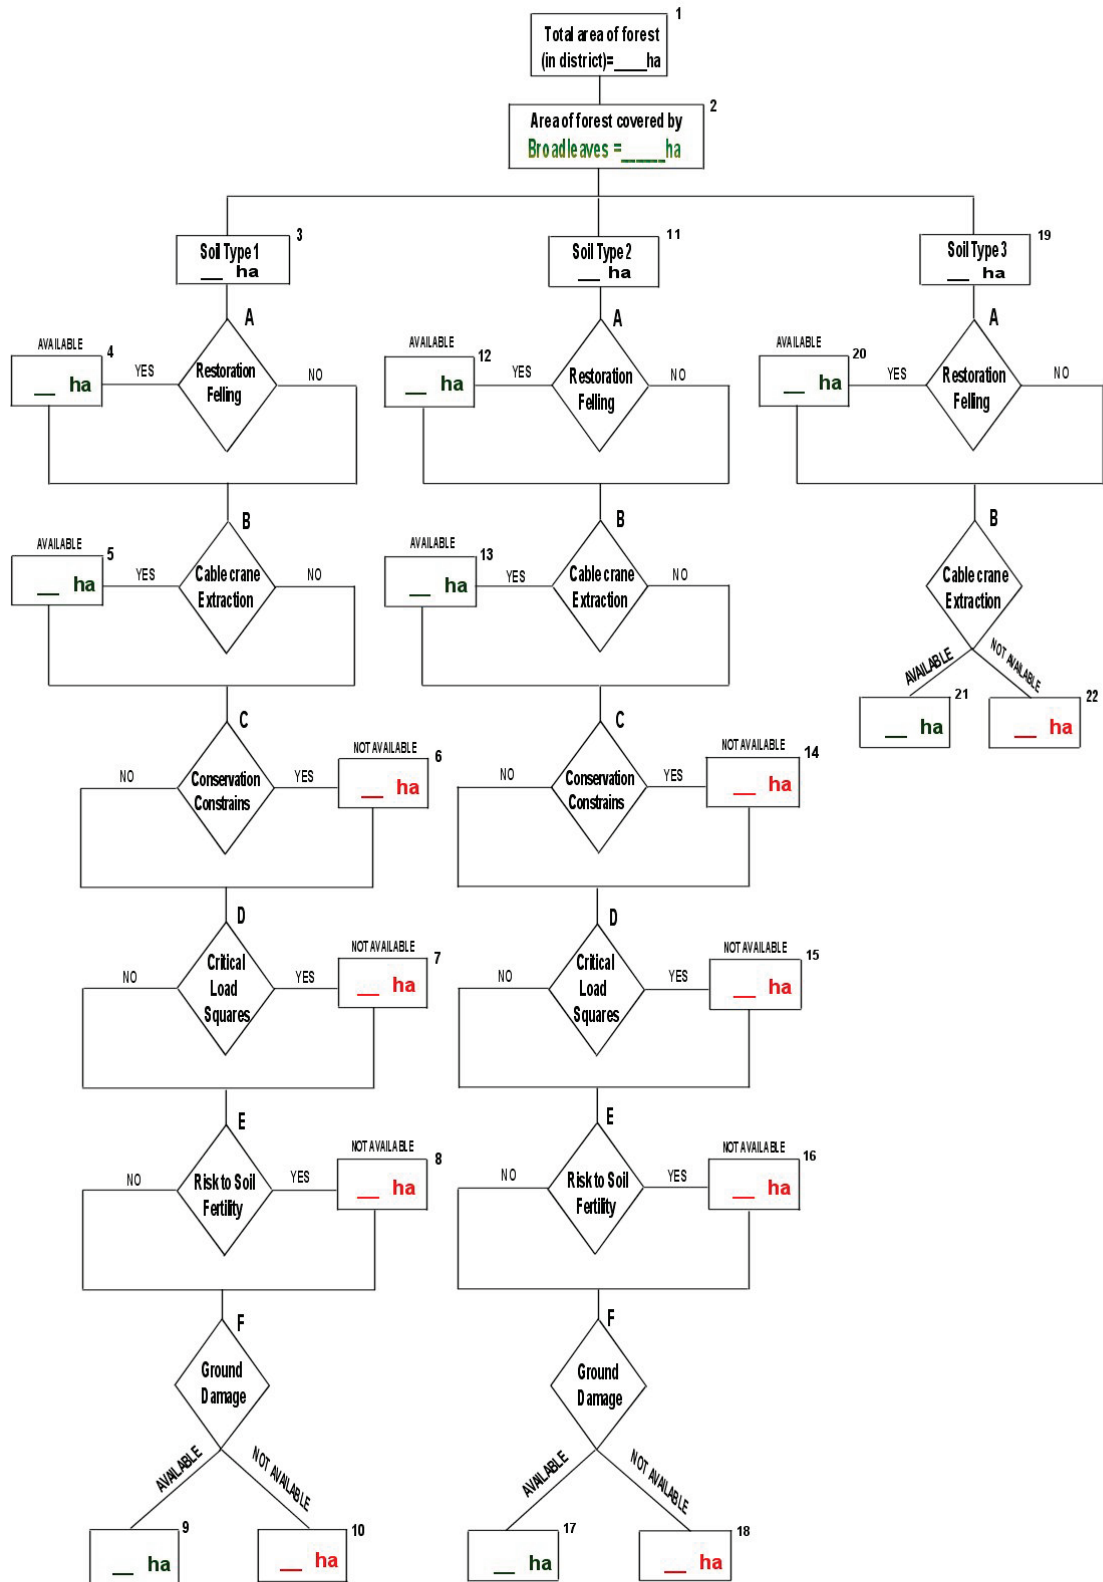 1
Total area of forest
(in district)=____ha
2
Area of forest covered by
Broadleaves =_____ha
3
Soil Type 1
__ ha
11
Soil Type 2
__ ha
19
Soil Type 3
__ ha
A
AVAILABLE
4
__ ha
YES
Restoration
Felling
NO
A
AVAILABLE
12
__ ha
YES
Restoration
Felling
NO
A
AVAILABLE
20
__ ha
YES
Restoration
Felling
NO
B
AVAILABLE
5
__ ha
YES
Cable crane
Extraction
NO
B
AVAILABLE
13
__ ha
YES
Cable crane
Extraction
NO
B
Cable crane
Extraction
AVAILABLE
NOT AVAILABLE
21
__ ha
22
__ ha
C
NO
Conservation
Constrains
YES
NOT AVAILABLE
6
__ ha
C
NO
Conservation
Constrains
YES
NOT AVAILABLE
14
__ ha
D
NO
Critical
Load
Squares
YES
NOT AVAILABLE
7
__ ha
D
NO
Critical
Load
Squares
YES
NOT AVAILABLE
15
__ ha
E
NO
Risk to Soil
Fertility
YES
NOT AVAILABLE
8
__ ha
E
NO
Risk to Soil
Fertility
YES
NOT AVAILABLE
16
__ ha
F
Ground
Damage
AVAILABLE
NOT AVAILABLE
9
__ ha
10
__ ha
F
Ground
Damage
AVAILABLE
NOT AVAILABLE
17
__ ha
18
__ ha